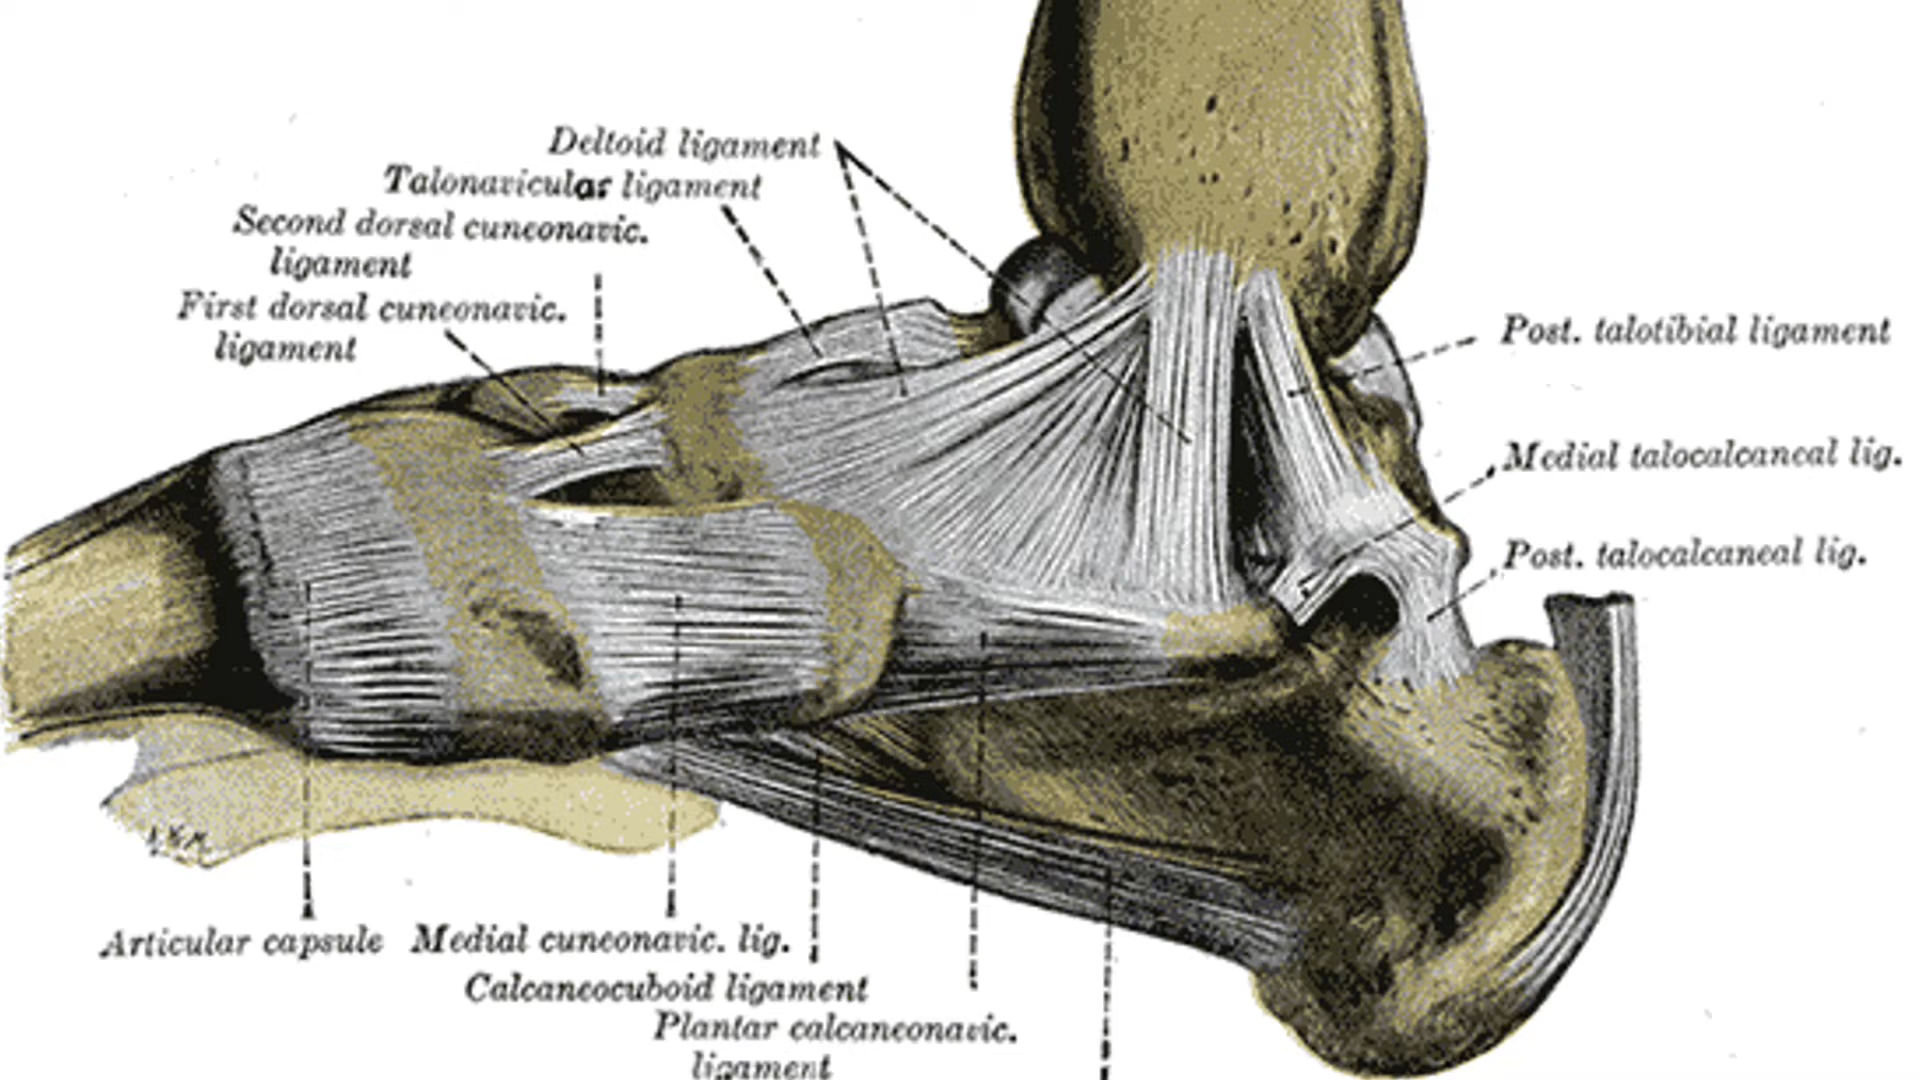 Deltoid ligament
Talonavicular ligament
Second dorsal cuneonavic.
ligament
First dorsal cuneonavic.
ligament
Post. talotibial ligament
Medial talocalcaneal lig.
Post. talocalcaneal lig.
Articular capsule
Medial cuneonavic. lig.
Calcaneocuboid ligament
Plantar calcaneonavic.
ligament